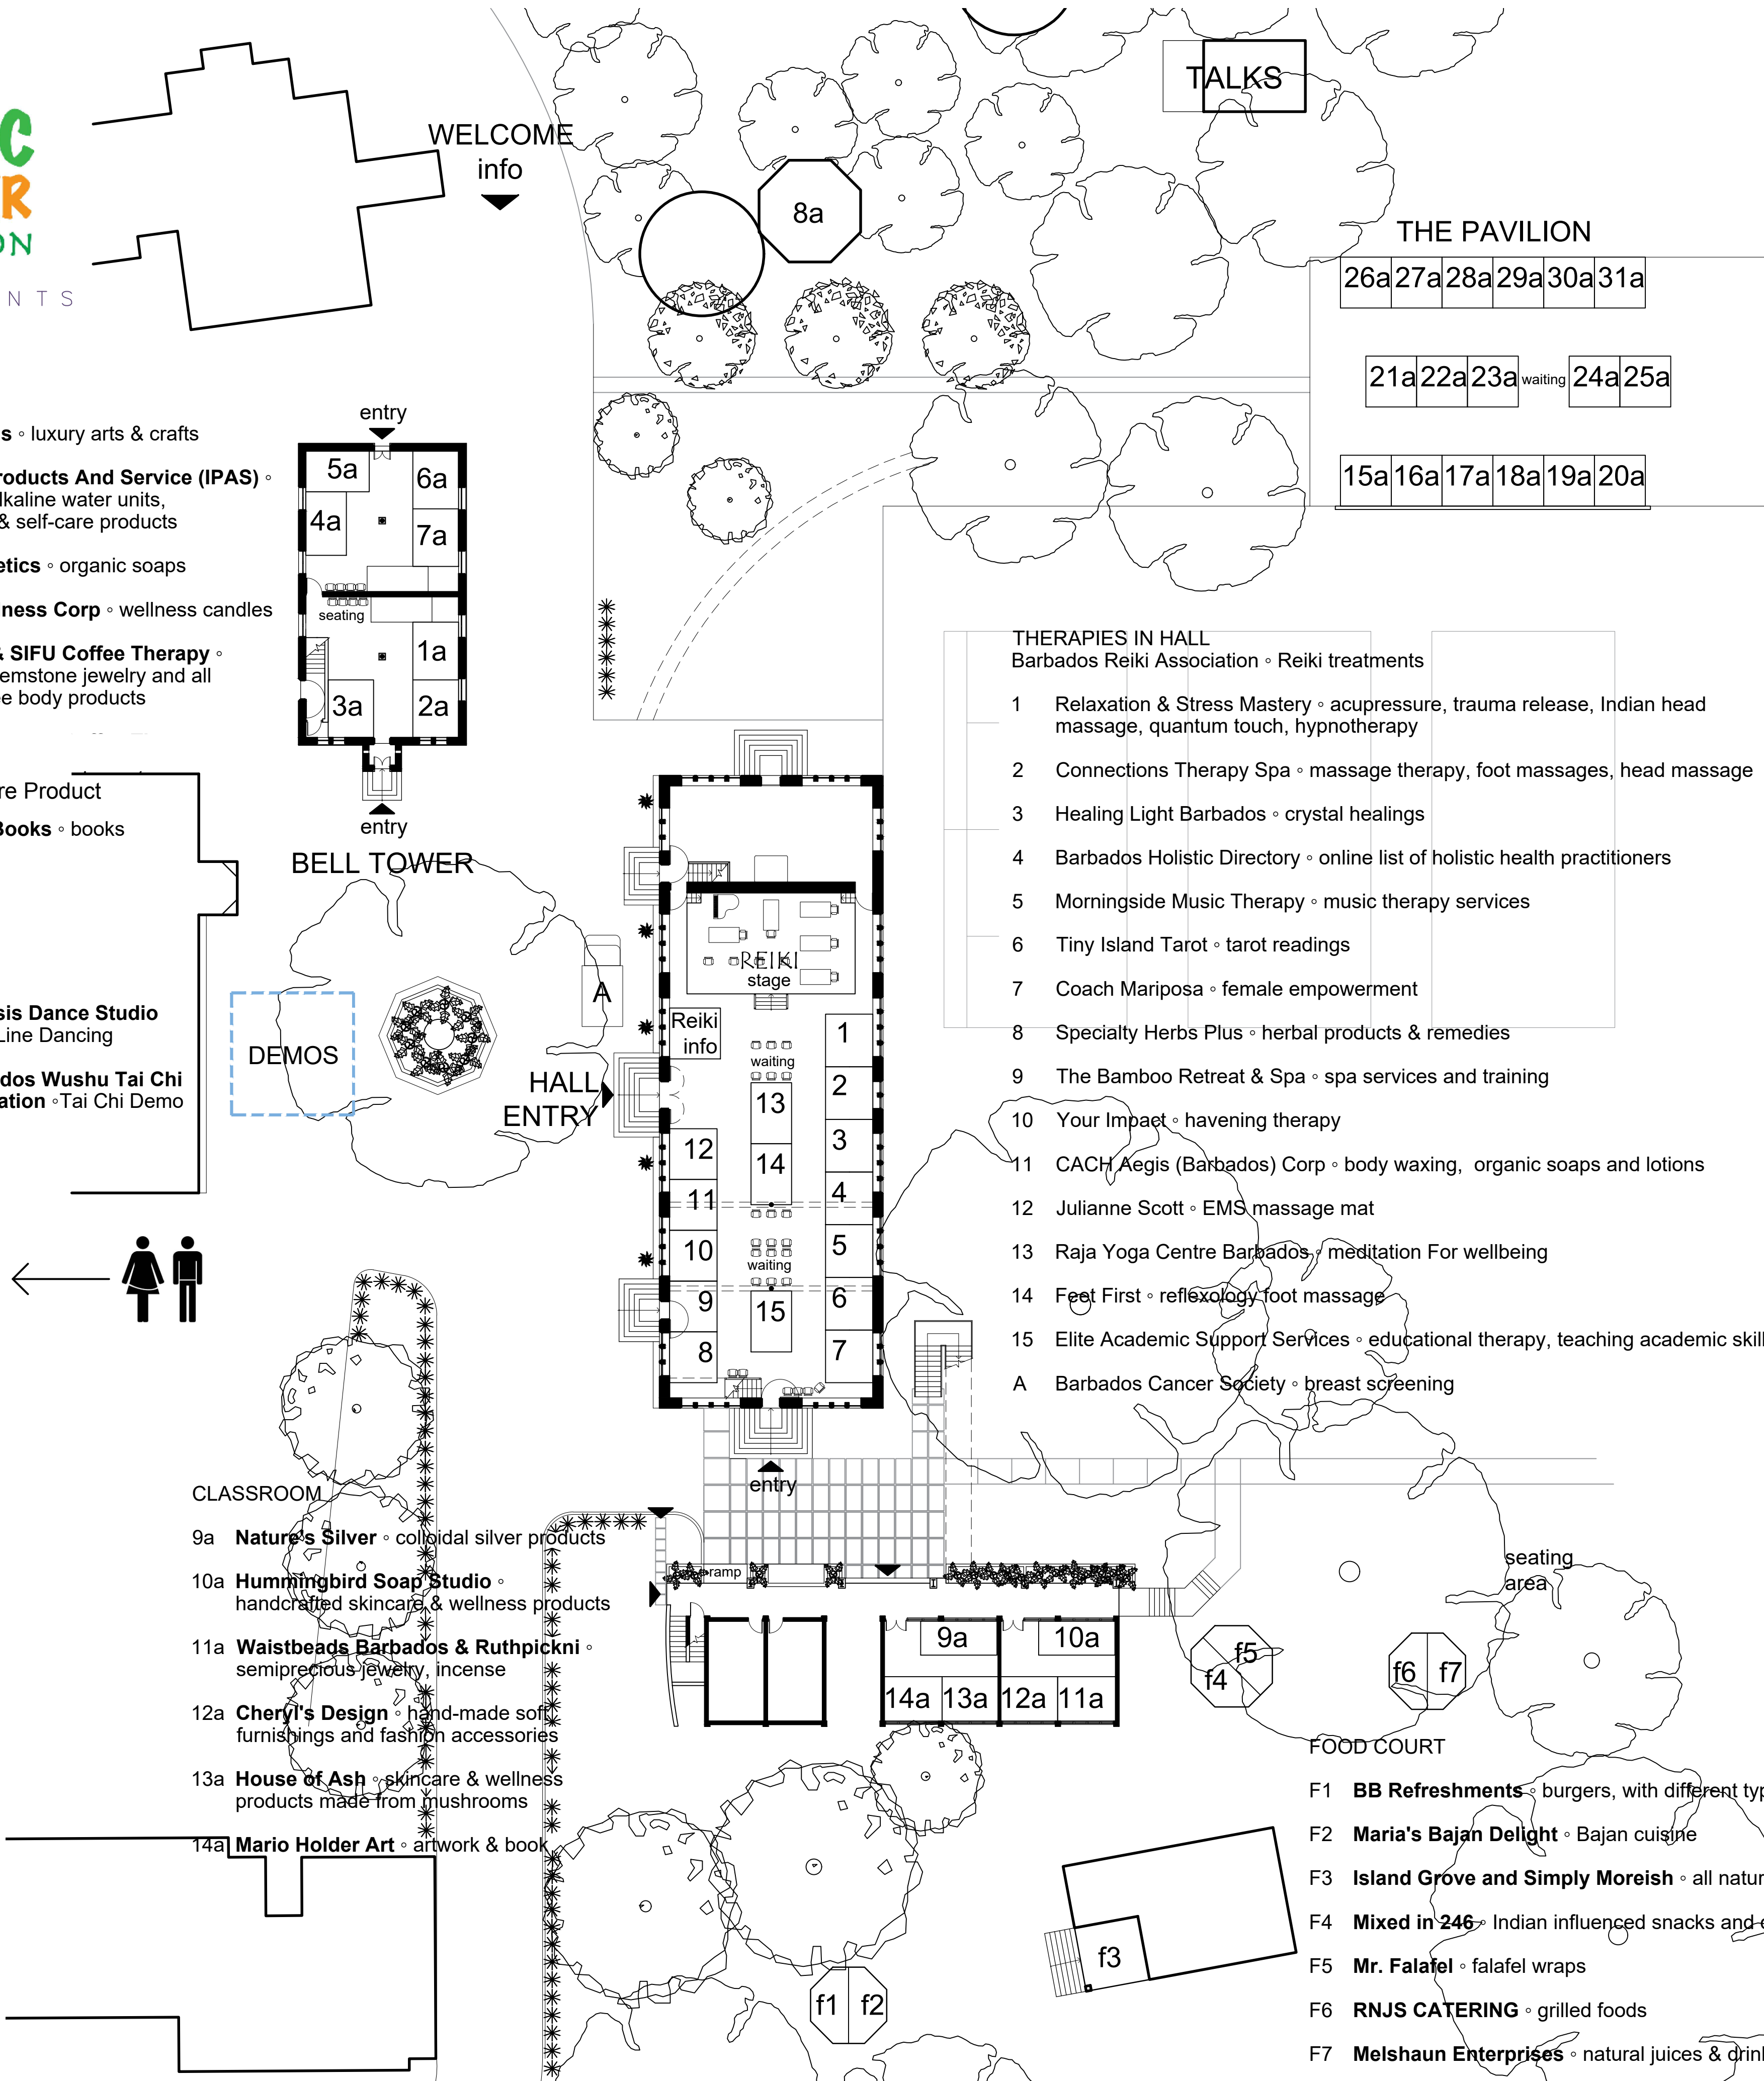 C
R
ON
N T S
WELCOME
info
TALKS
8a
THE PAVILION
26a 27a 28a 29a 30a 31a
21a 22a 23a waiting 24a 25a
15a 16a 17a 18a 19a 20a
entry
s ◦ luxury arts & crafts
roducts And Service (IPAS) ◦
lkaline water units,
& self-care products
etics ◦ organic soaps
ness Corp ◦ wellness candles
& SIFU Coffee Therapy ◦
emstone jewelry and all
ee body products
5a
6a
4a
7a
seating
1a
3a
2a
entry
BELL TOWER
re Product
Books ◦ books
sis Dance Studio
Line Dancing
dos Wushu Tai Chi
ation ◦Tai Chi Demo
DEMOS
A
HALL
ENTRY
REIKI
stage
Reiki
info
waiting
1
2
3
4
5
6
7
13
14
12
11
10
9
8
waiting
15
entry
THERAPIES IN HALL
Barbados Reiki Association ◦ Reiki treatments
1 Relaxation & Stress Mastery ◦ acupressure, trauma release, Indian head
massage, quantum touch, hypnotherapy
2 Connections Therapy Spa ◦ massage therapy, foot massages, head massage
3 Healing Light Barbados ◦ crystal healings
4 Barbados Holistic Directory ◦ online list of holistic health practitioners
5 Morningside Music Therapy ◦ music therapy services
6 Tiny Island Tarot ◦ tarot readings
7 Coach Mariposa ◦ female empowerment
8 Specialty Herbs Plus ◦ herbal products & remedies
9 The Bamboo Retreat & Spa ◦ spa services and training
10 Your Impact ◦ havening therapy
11 CACH Aegis (Barbados) Corp ◦ body waxing, organic soaps and lotions
12 Julianne Scott ◦ EMS massage mat
13 Raja Yoga Centre Barbados ◦ meditation For wellbeing
14 Feet First ◦ reflexology foot massage
15 Elite Academic Support Services ◦ educational therapy, teaching academic skil
A Barbados Cancer Society ◦ breast screening
CLASSROOM
9a Nature's Silver ◦ colloidal silver products
10a Hummingbird Soap Studio ◦
handcrafted skincare & wellness products
11a Waistbeads Barbados & Ruthpickni ◦
semiprecious jewelry, incense
12a Cheryl's Design ◦ hand-made soft
furnishings and fashion accessories
13a House of Ash ◦ skincare & wellness
products made from mushrooms
14a Mario Holder Art ◦ artwork & book
ramp
9a
10a
14a 13a 12a 11a
seating
area
f5
f4
f6 f7
f3
f1 f2
FOOD COURT
F1 BB Refreshments ◦ burgers, with different typ
F2 Maria's Bajan Delight ◦ Bajan cuisine
F3 Island Grove and Simply Moreish ◦ all natur
F4 Mixed in 246 ◦ Indian influenced snacks and
F5 Mr. Falafel ◦ falafel wraps
F6 RNJS CATERING ◦ grilled foods
F7 Melshaun Enterprises ◦ natural juices & drin